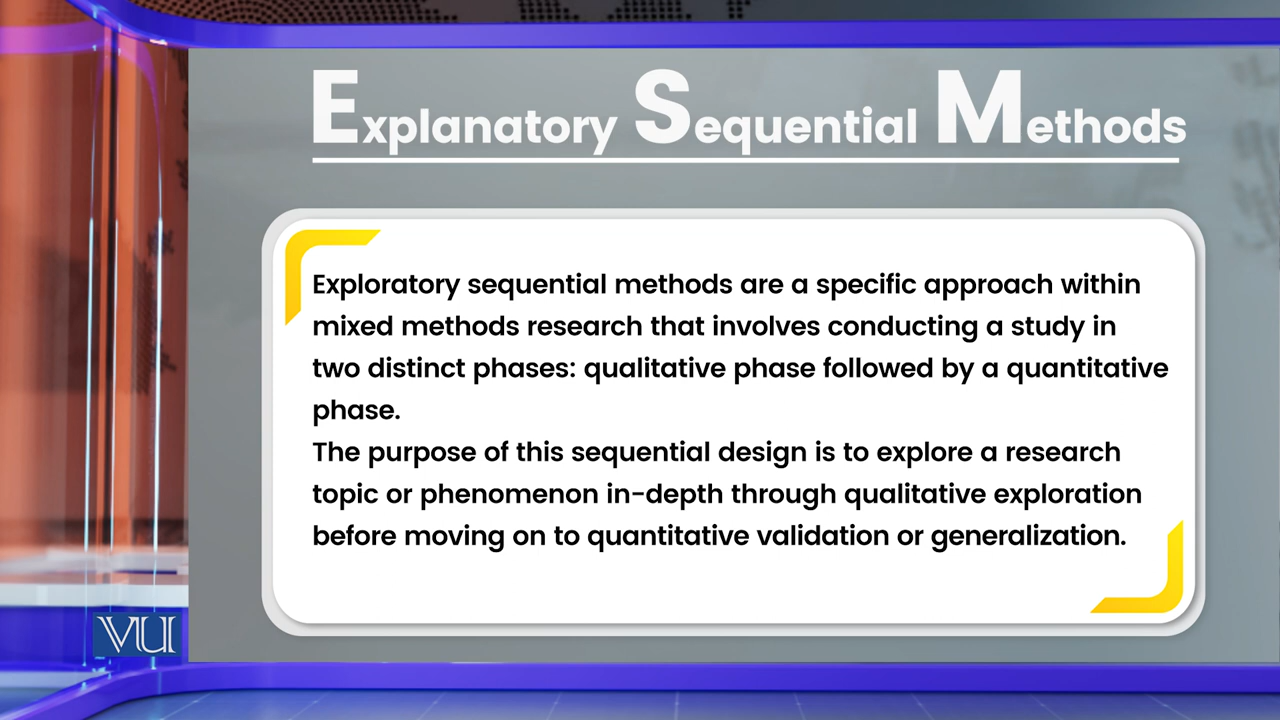 Explanatory Sequential Methods
Exploratory sequential methods are a specific approach within
mixed methods research that involves conducting a study in
two distinct phases: qualitative phase followed by a quantitative
phase.
The purpose of this sequential design is to explore a research
topic or phenomenon in-depth through qualitative exploration
before moving on to quantitative validation or generalization.
VU